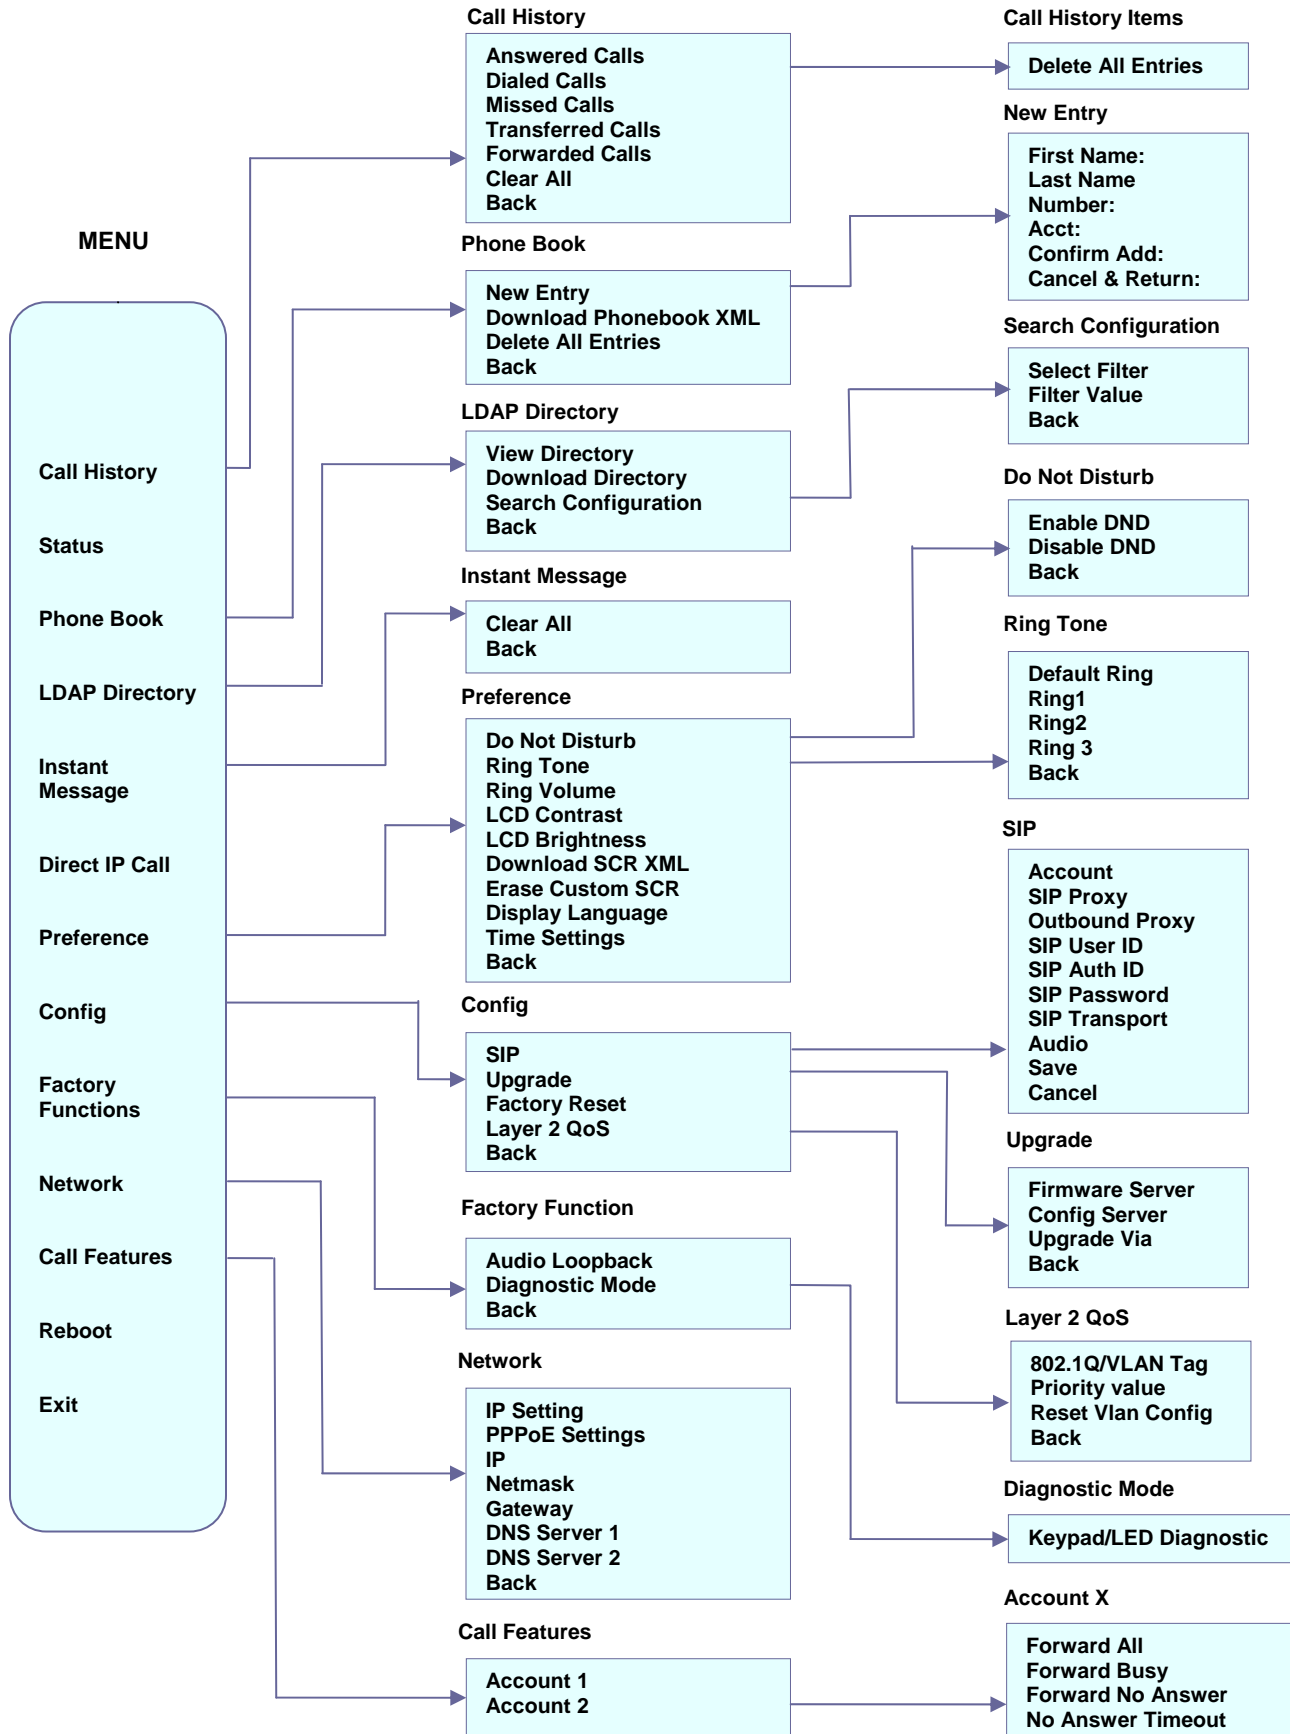 MENU
Call History
Status
Phone Book
LDAP Directory
Instant
Message
Direct IP Call
Preference
Config
Factory
Functions
Network
Call Features
Reboot
Exit
Call History
Answered Calls
Dialed Calls
Missed Calls
Transferred Calls
Forwarded Calls
Clear All
Back
Phone Book
New Entry
Download Phonebook XML
Delete All Entries
Back
LDAP Directory
View Directory
Download Directory
Search Configuration
Back
Instant Message
Clear All
Back
Preference
Do Not Disturb
Ring Tone
Ring Volume
LCD Contrast
LCD Brightness
Download SCR XML
Erase Custom SCR
Display Language
Time Settings
Back
Config
SIP
Upgrade
Factory Reset
Layer 2 QoS
Back
Factory Function
Audio Loopback
Diagnostic Mode
Back
Network
IP Setting
PPPoE Settings
IP
Netmask
Gateway
DNS Server 1
DNS Server 2
Back
Call Features
Account 1
Account 2
Call History Items
Delete All Entries
New Entry
First Name:
Last Name
Number:
Acct:
Confirm Add:
Cancel & Return:
Search Configuration
Select Filter
Filter Value
Back
Do Not Disturb
Enable DND
Disable DND
Back
Ring Tone
Default Ring
Ring1
Ring2
Ring 3
Back
SIP
Account
SIP Proxy
Outbound Proxy
SIP User ID
SIP Auth ID
SIP Password
SIP Transport
Audio
Save
Cancel
Upgrade
Firmware Server
Config Server
Upgrade Via
Back
Layer 2 QoS
802.1Q/VLAN Tag
Priority value
Reset Vlan Config
Back
Diagnostic Mode
Keypad/LED Diagnostic
Account X
Forward All
Forward Busy
Forward No Answer
No Answer Timeout